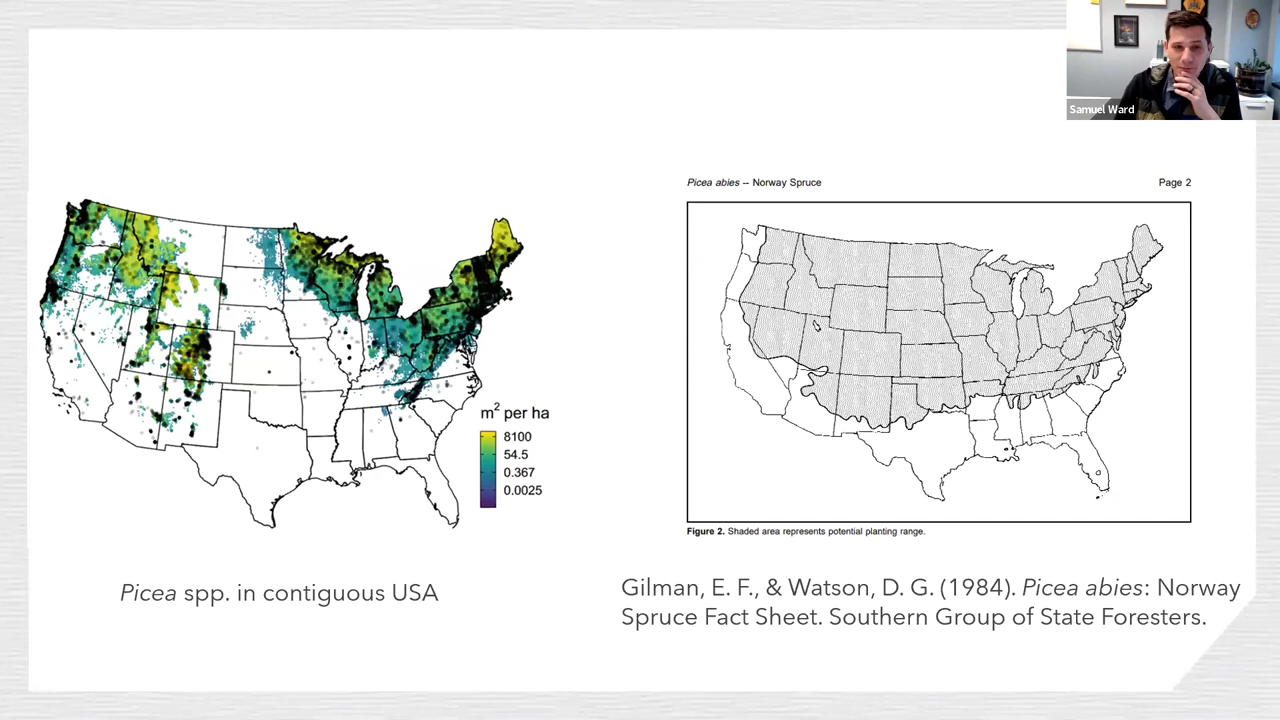 Samuel Ward
Picea abies -- Norway Spruce
Page 2
m² per ha
8100
54.5
0.367
0.0025
Figure 2. Shaded area represents potential planting range.
Picea spp. in contiguous USA
Gilman, E. F., & Watson, D. G. (1984). Picea abies: Norway
Spruce Fact Sheet. Southern Group of State Foresters.